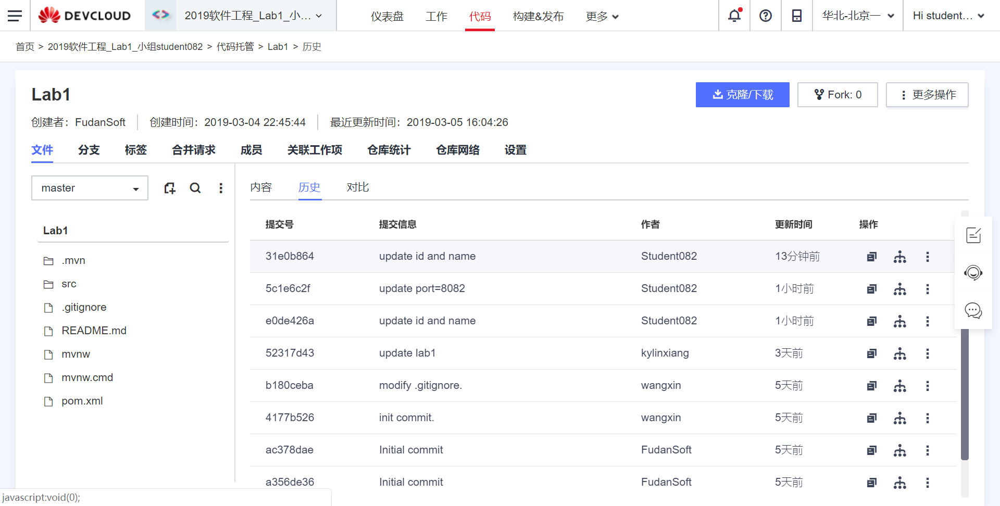 DEVCLOUD 2019软件工程_Lab1_小... 仪表盘 工作 代码 构建&发布 更多 华北-北京一 Hi student...
首页 > 2019软件工程_Lab1_小组student082 > 代码托管 > Lab1 > 历史
Lab1 克隆/下载 Fork: 0 更多操作
创建者：FudanSoft 创建时间：2019-03-04 22:45:44 最近更新时间：2019-03-05 16:04:26
文件 分支 标签 合并请求 成员 关联工作项 仓库统计 仓库网络 设置
master
Lab1
.mvn
src
.gitignore
README.md
mvnw
mvnw.cmd
pom.xml
内容 历史 对比
提交号 提交信息 作者 更新时间 操作
31e0b864 update id and name Student082 13分钟前
5c1e6c2f update port=8082 Student082 1小时前
e0de426a update id and name Student082 1小时前
52317d43 update lab1 kylinxiang 3天前
b180ceba modify .gitignore. wangxin 5天前
4177b526 init commit. wangxin 5天前
ac378dae Initial commit FudanSoft 5天前
a356de36 Initial commit FudanSoft 5天前
javascript:void(0);